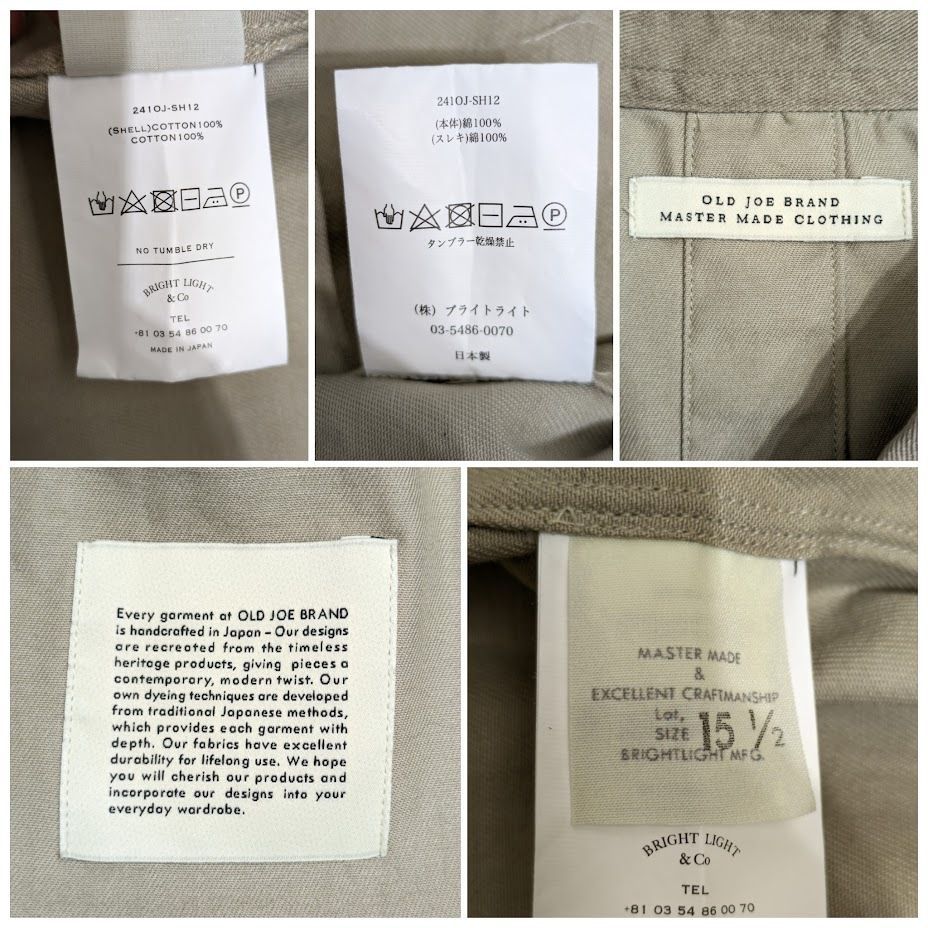 241OJ-SH12
(SHELL)COTTON100%
COTTON100%
P
NO TUMBLE DRY
BRIGHT LIGHT
& Co
TEL
+81 03 54 86 00 70
MADE IN JAPAN
241OJ-SH12
(本体)綿100%
(スレキ)綿100%
P
タンブラー乾燥禁止
(株) ブライトライト
03-5486-0070
日本製
OLD JOE BRAND
MASTER MADE CLOTHING
Every garment at OLD JOE BRAND
is handcrafted in Japan – Our designs
are recreated from the timeless
heritage products, giving pieces a
contemporary, modern twist. Our
own dyeing techniques are developed
from traditional Japanese methods,
which provides each garment with
depth. Our fabrics have excellent
durability for lifelong use. We hope
you will cherish our products and
incorporate our designs into your
everyday wardrobe.
MASTER MADE
&
EXCELLENT CRAFTMANSHIP
Lot,
SIZE 15 ½
BRIGHTLIGHT MFG.
BRIGHT LIGHT
& Co
TEL
+81 03 54 86 00 70